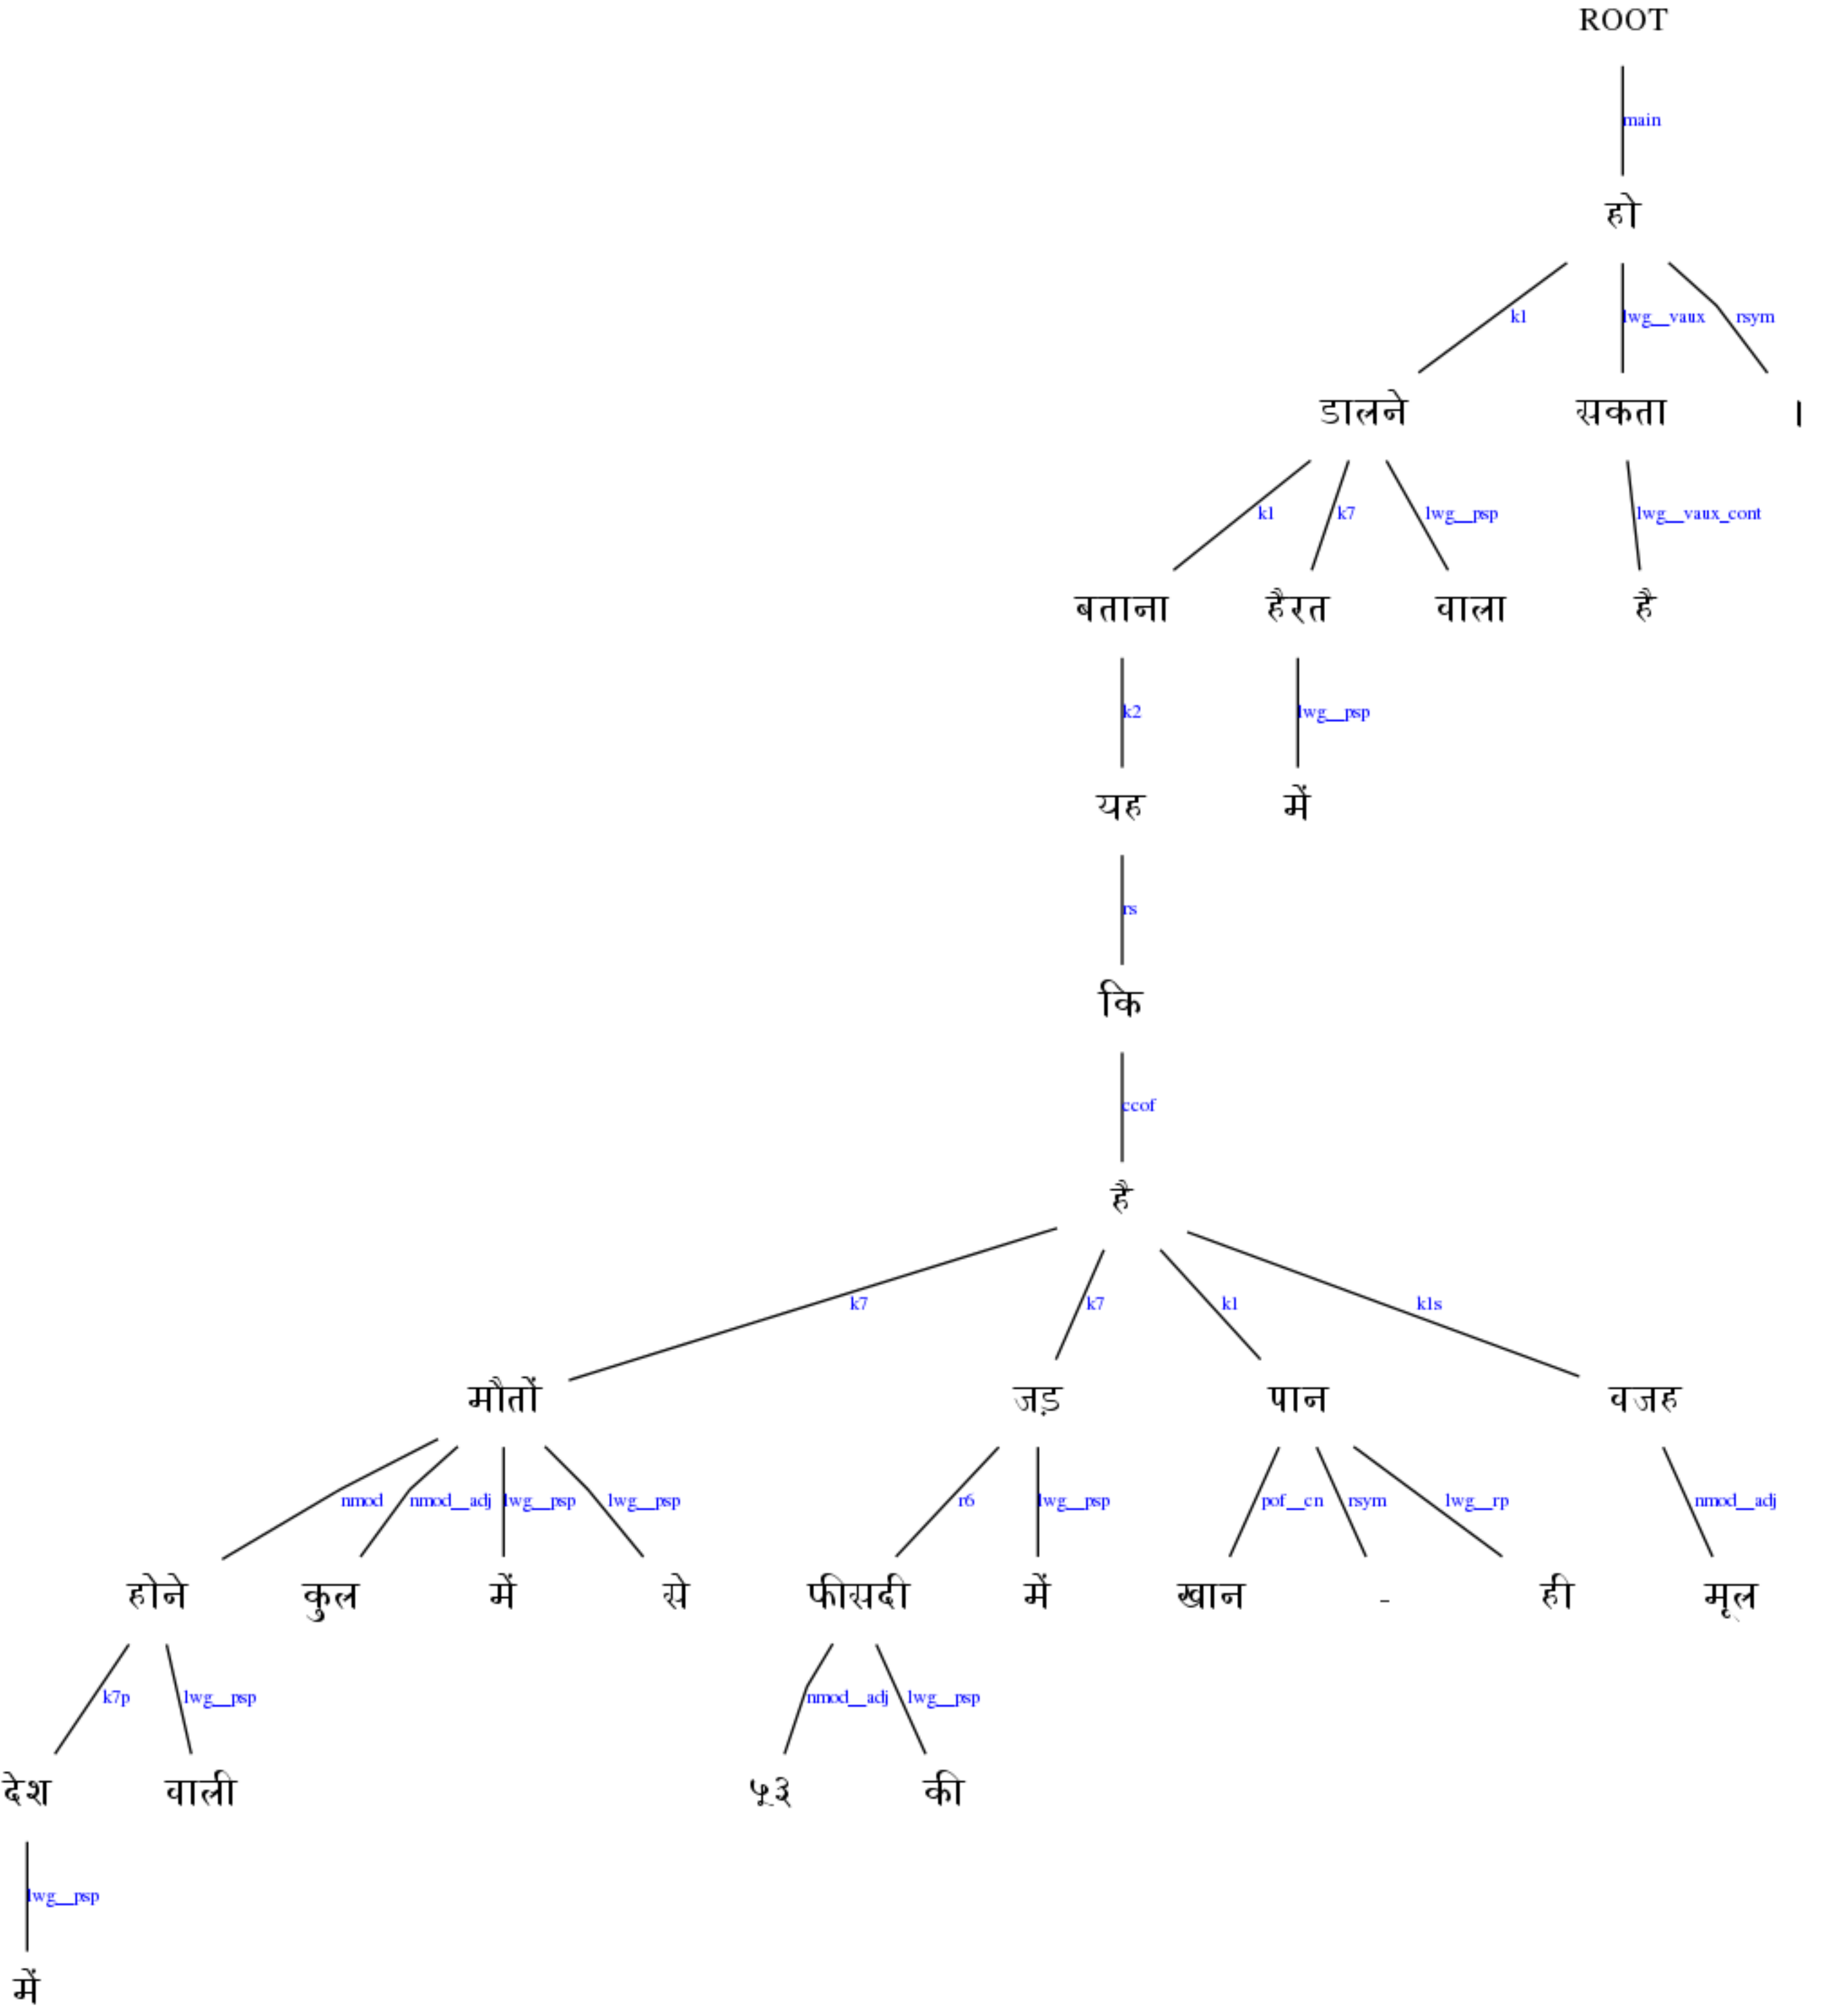 ROOT
main
हो
k1 lwg__vaux rsym
डालने सकता ।
k1 k7 lwg__psp lwg__vaux_cont
बताना हैरत वाला है
k2 lwg__psp
यह में
rs
कि
ccof
है
k7 k7 k1 k1s
मौतों जड़ पान वजह
nmod nmod__adj lwg__psp lwg__psp r6 lwg__psp pof__cn rsym lwg__rp nmod__adj
होने कुल में से फीसदी में खान - ही मूल
k7p lwg__psp nmod__adj lwg__psp
देश वाली ५३ की
lwg__psp
में